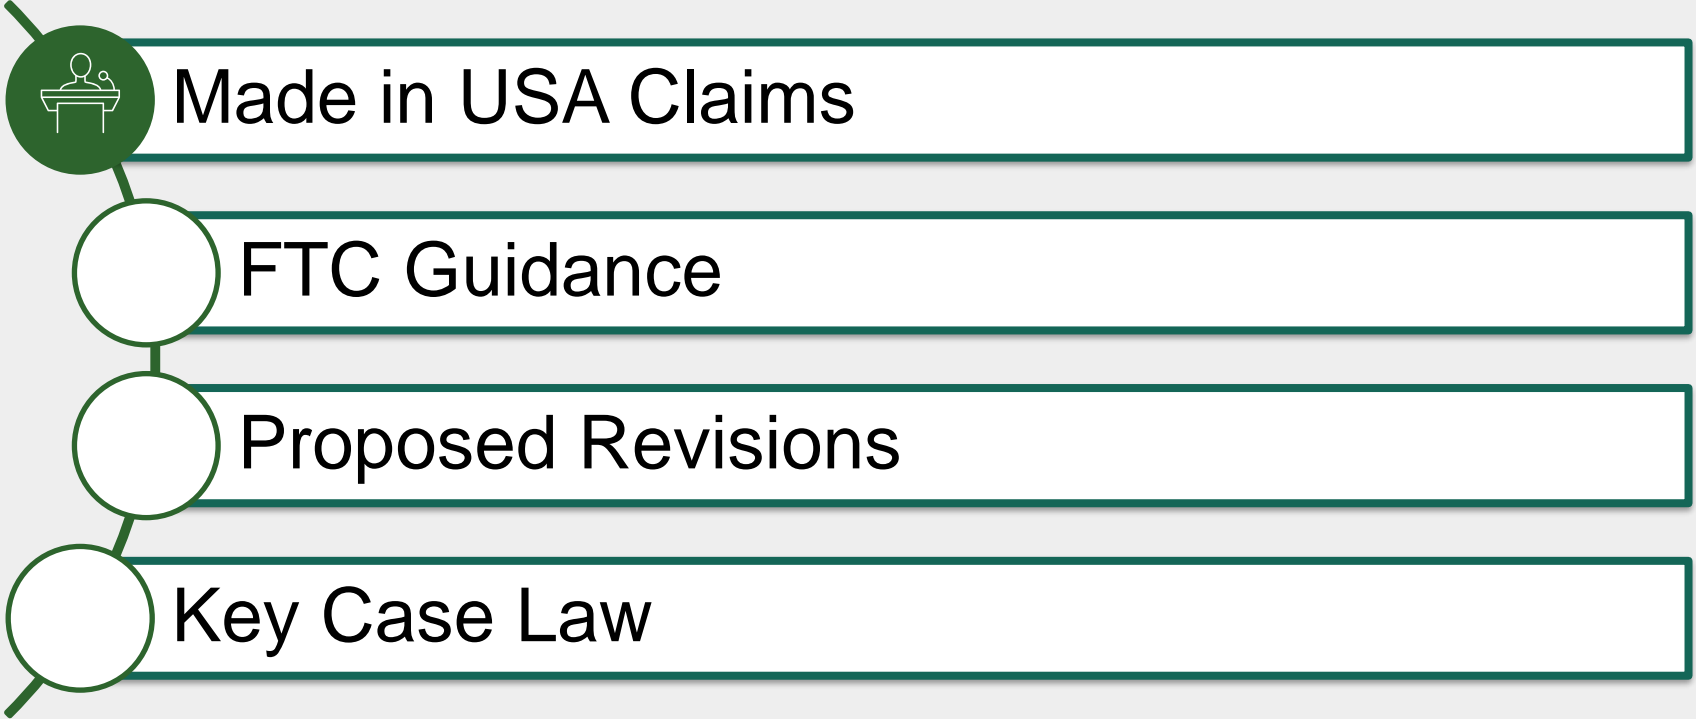 Made in USA Claims
FTC Guidance
Proposed Revisions
Key Case Law